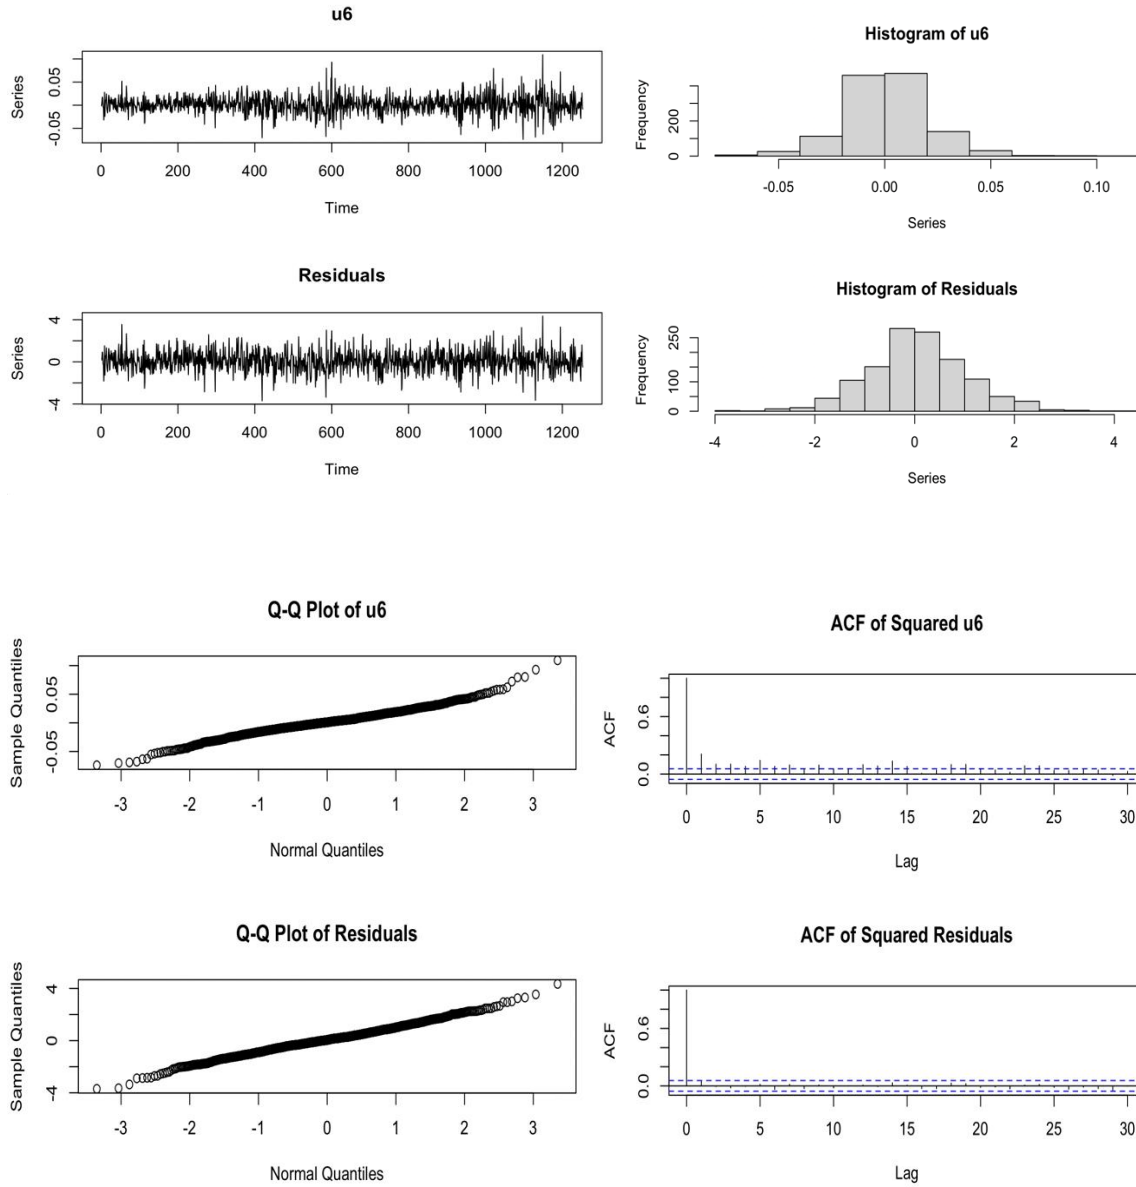 u6
Series
-0.05 0.05
0 200 400 600 800 1000 1200
Time
Histogram of u6
Frequency
0 200
-0.05 0.00 0.05 0.10
Series
Residuals
Series
-4 0 4
0 200 400 600 800 1000 1200
Time
Histogram of Residuals
Frequency
0 100 250
-4 -2 0 2 4
Series
Q-Q Plot of u6
Sample Quantiles
-0.05 0.05
-3 -2 -1 0 1 2 3
Normal Quantiles
ACF of Squared u6
ACF
0.0 0.6
0 5 10 15 20 25 30
Lag
Q-Q Plot of Residuals
Sample Quantiles
-4 0 4
-3 -2 -1 0 1 2 3
Normal Quantiles
ACF of Squared Residuals
ACF
0.0 0.6
0 5 10 15 20 25 30
Lag